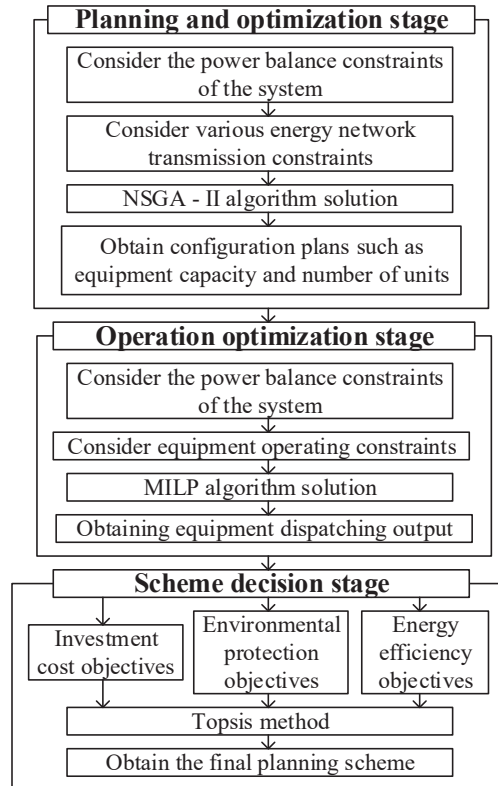 Planning and optimization stage
Consider the power balance constraints
of the system
Consider various energy network
transmission constraints
NSGA - II algorithm solution
Obtain configuration plans such as
equipment capacity and number of units
Operation optimization stage
Consider the power balance constraints
of the system
Consider equipment operating constraints
MILP algorithm solution
Obtaining equipment dispatching output
Scheme decision stage
Investment
cost objectives
Environmental
protection
objectives
Energy
efficiency
objectives
Topsis method
Obtain the final planning scheme